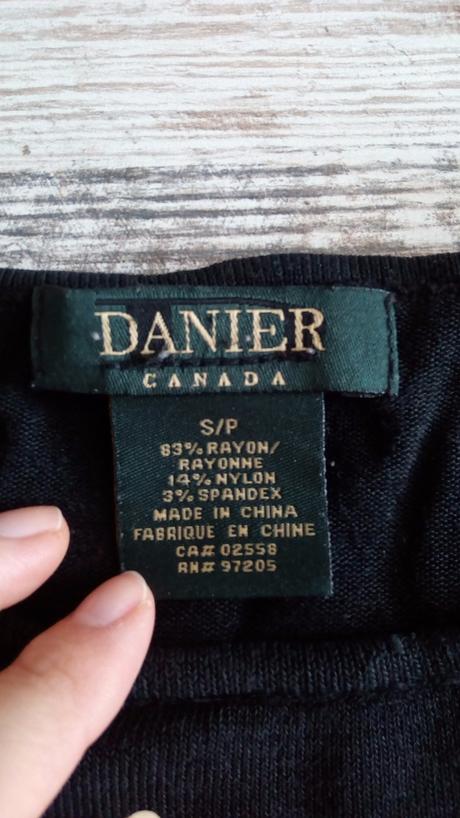 DANIER
CANADA
S/P
83% RAYON/
RAYONNE
14% NYLON
3% SPANDEX
MADE IN CHINA
FABRIQUE EN CHINE
CA# 02558
RN# 97205